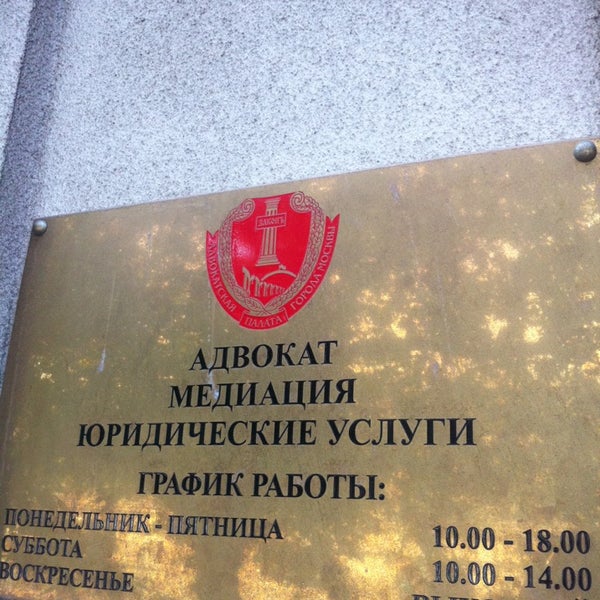 ЗАКОНЪ
АДВОКАТСКАЯ ПАЛАТА ГОРОДА МОСКВЫ
АДВОКАТ
МЕДИАЦИЯ
ЮРИДИЧЕСКИЕ УСЛУГИ
ГРАФИК РАБОТЫ:
ПОНЕДЕЛЬНИК - ПЯТНИЦА 10.00 - 18.00
СУББОТА 10.00 - 14.00
ВОСКРЕСЕНЬЕ